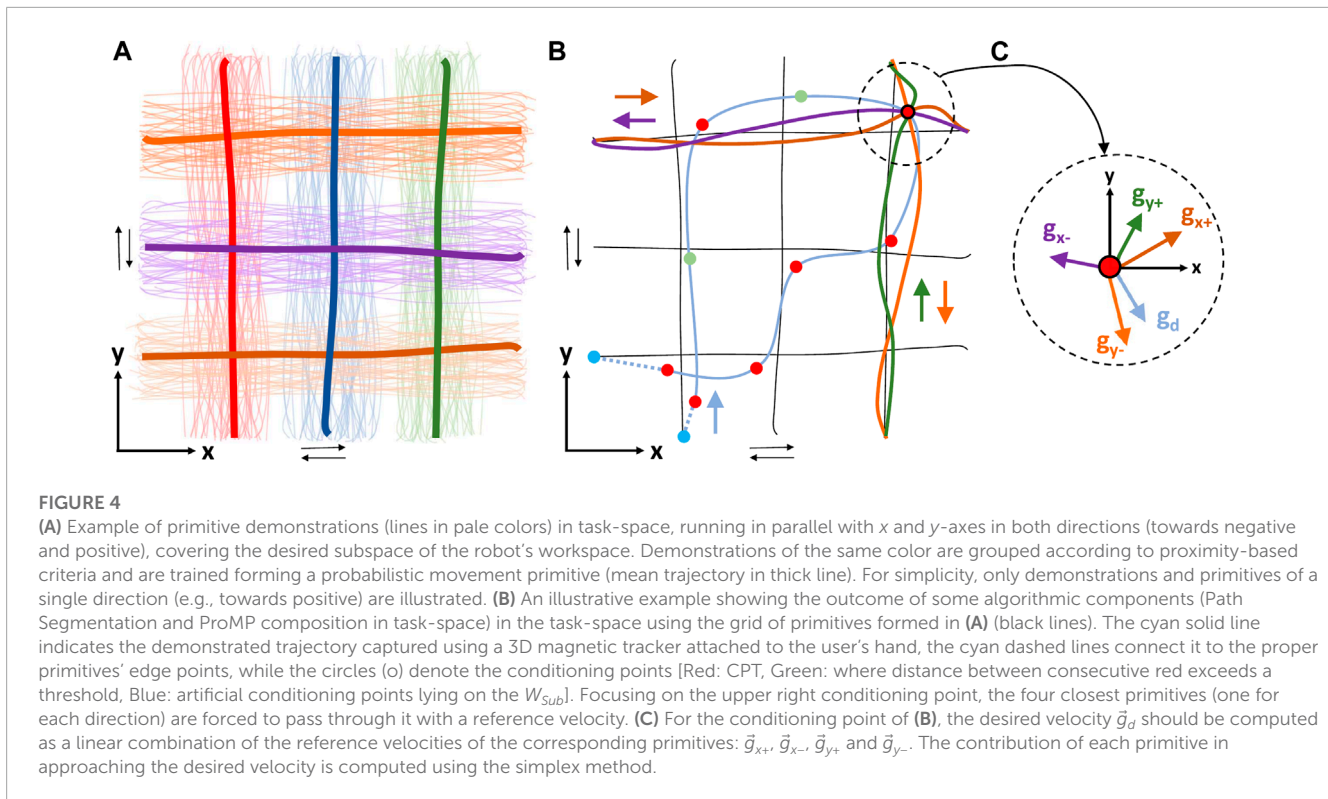 A
B
C
y
x
y
x
y
x
g_{y+}
g_{x+}
g_{x-}
g_d
g_{y-}
FIGURE 4
(A) Example of primitive demonstrations (lines in pale colors) in task-space, running in parallel with x and y-axes in both directions (towards negative
and positive), covering the desired subspace of the robot's workspace. Demonstrations of the same color are grouped according to proximity-based
criteria and are trained forming a probabilistic movement primitive (mean trajectory in thick line). For simplicity, only demonstrations and primitives of a
single direction (e.g., towards positive) are illustrated. (B) An illustrative example showing the outcome of some algorithmic components (Path
Segmentation and ProMP composition in task-space) in the task-space using the grid of primitives formed in (A) (black lines). The cyan solid line
indicates the demonstrated trajectory captured using a 3D magnetic tracker attached to the user's hand, the cyan dashed lines connect it to the proper
primitives' edge points, while the circles (o) denote the conditioning points [Red: CPT, Green: where distance between consecutive red exceeds a
threshold, Blue: artificial conditioning points lying on the W_{Sub}]. Focusing on the upper right conditioning point, the four closest primitives (one for
each direction) are forced to pass through it with a reference velocity. (C) For the conditioning point of (B), the desired velocity g⃗_d should be computed
as a linear combination of the reference velocities of the corresponding primitives: g⃗_{x+}, g⃗_{x−}, g⃗_{y+} and g⃗_{y−}. The contribution of each primitive in
approaching the desired velocity is computed using the simplex method.